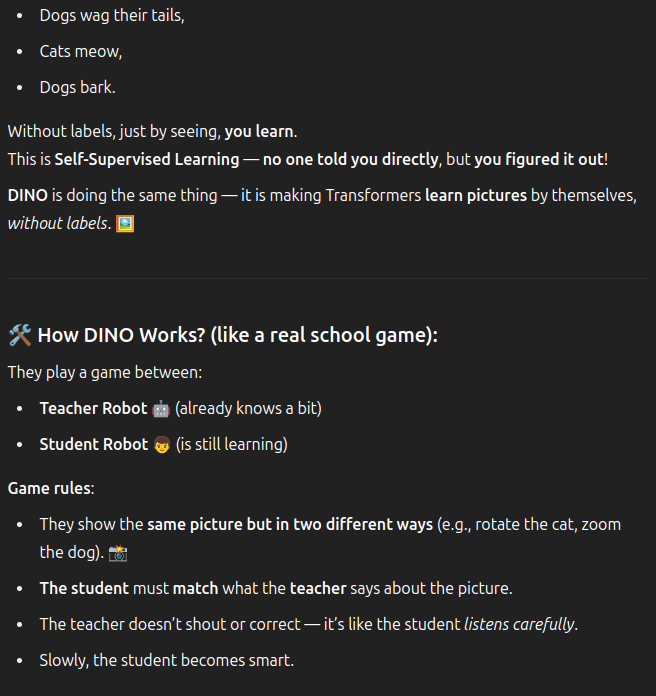 • Dogs wag their tails,
• Cats meow,
• Dogs bark.
Without labels, just by seeing, you learn.
This is Self-Supervised Learning — no one told you directly, but you figured it out!
DINO is doing the same thing — it is making Transformers learn pictures by themselves,
without labels. 🖼️
🛠️ How DINO Works? (like a real school game):
They play a game between:
• Teacher Robot 🤖 (already knows a bit)
• Student Robot 👦 (is still learning)
Game rules:
• They show the same picture but in two different ways (e.g., rotate the cat, zoom
the dog). 📸
• The student must match what the teacher says about the picture.
• The teacher doesn’t shout or correct — it’s like the student listens carefully.
• Slowly, the student becomes smart.